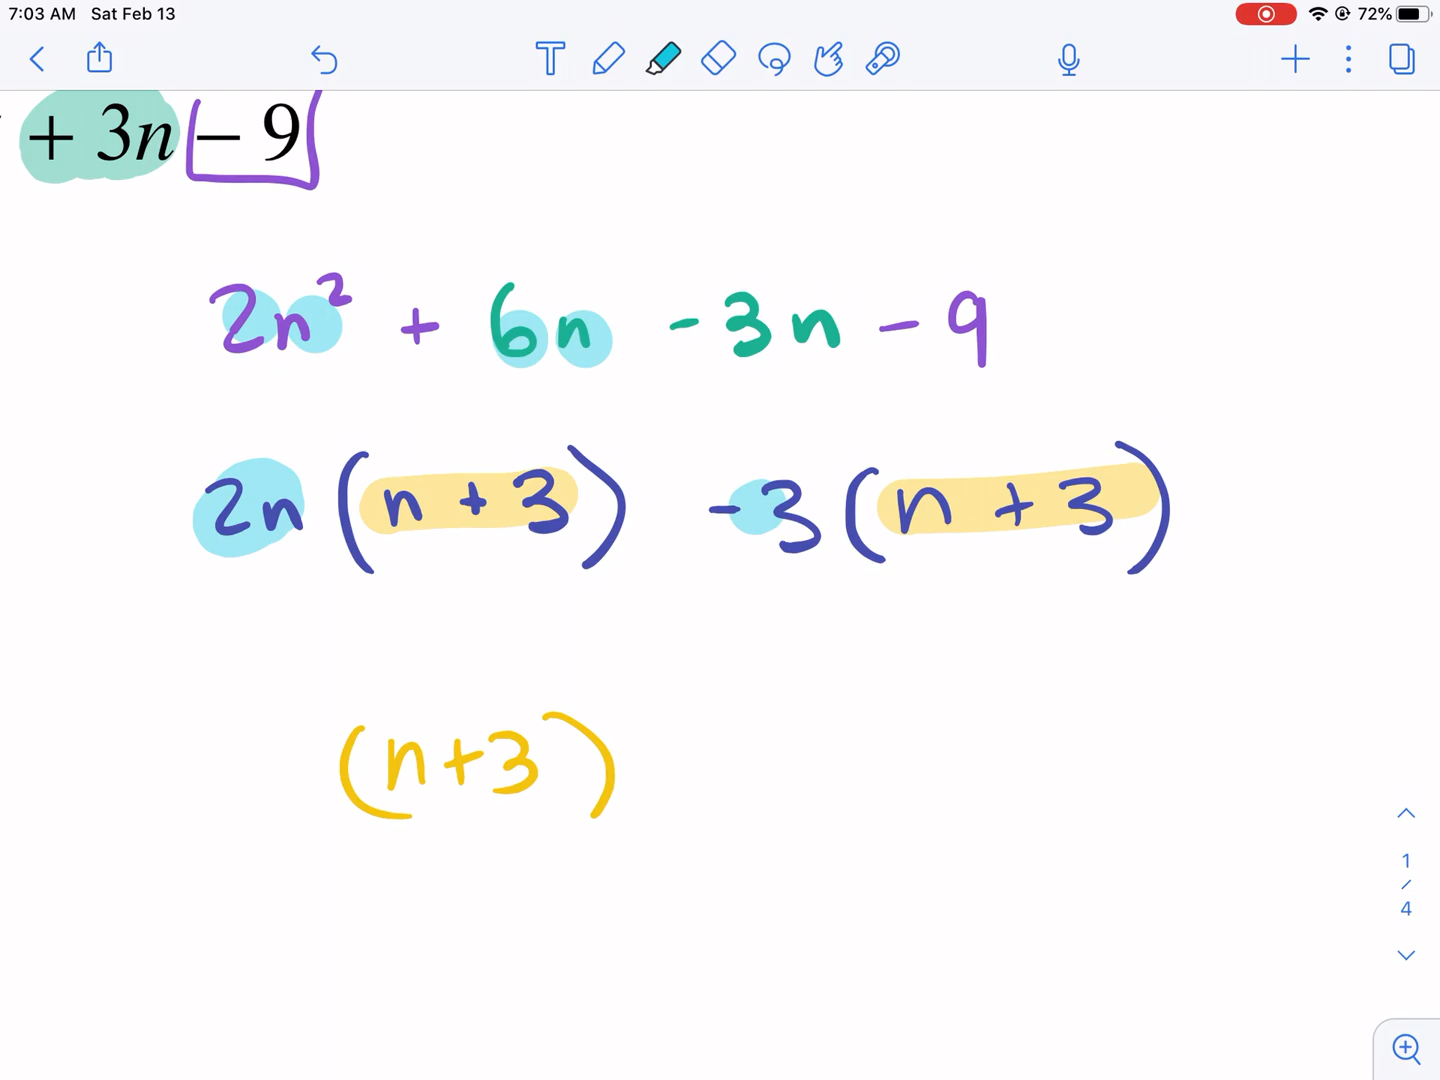 7:03 AM Sat Feb 13 72%
T
+ 3n − 9
2n² + 6n - 3n - 9
2n (n + 3) - 3 (n + 3)
(n+3)
1
/
4